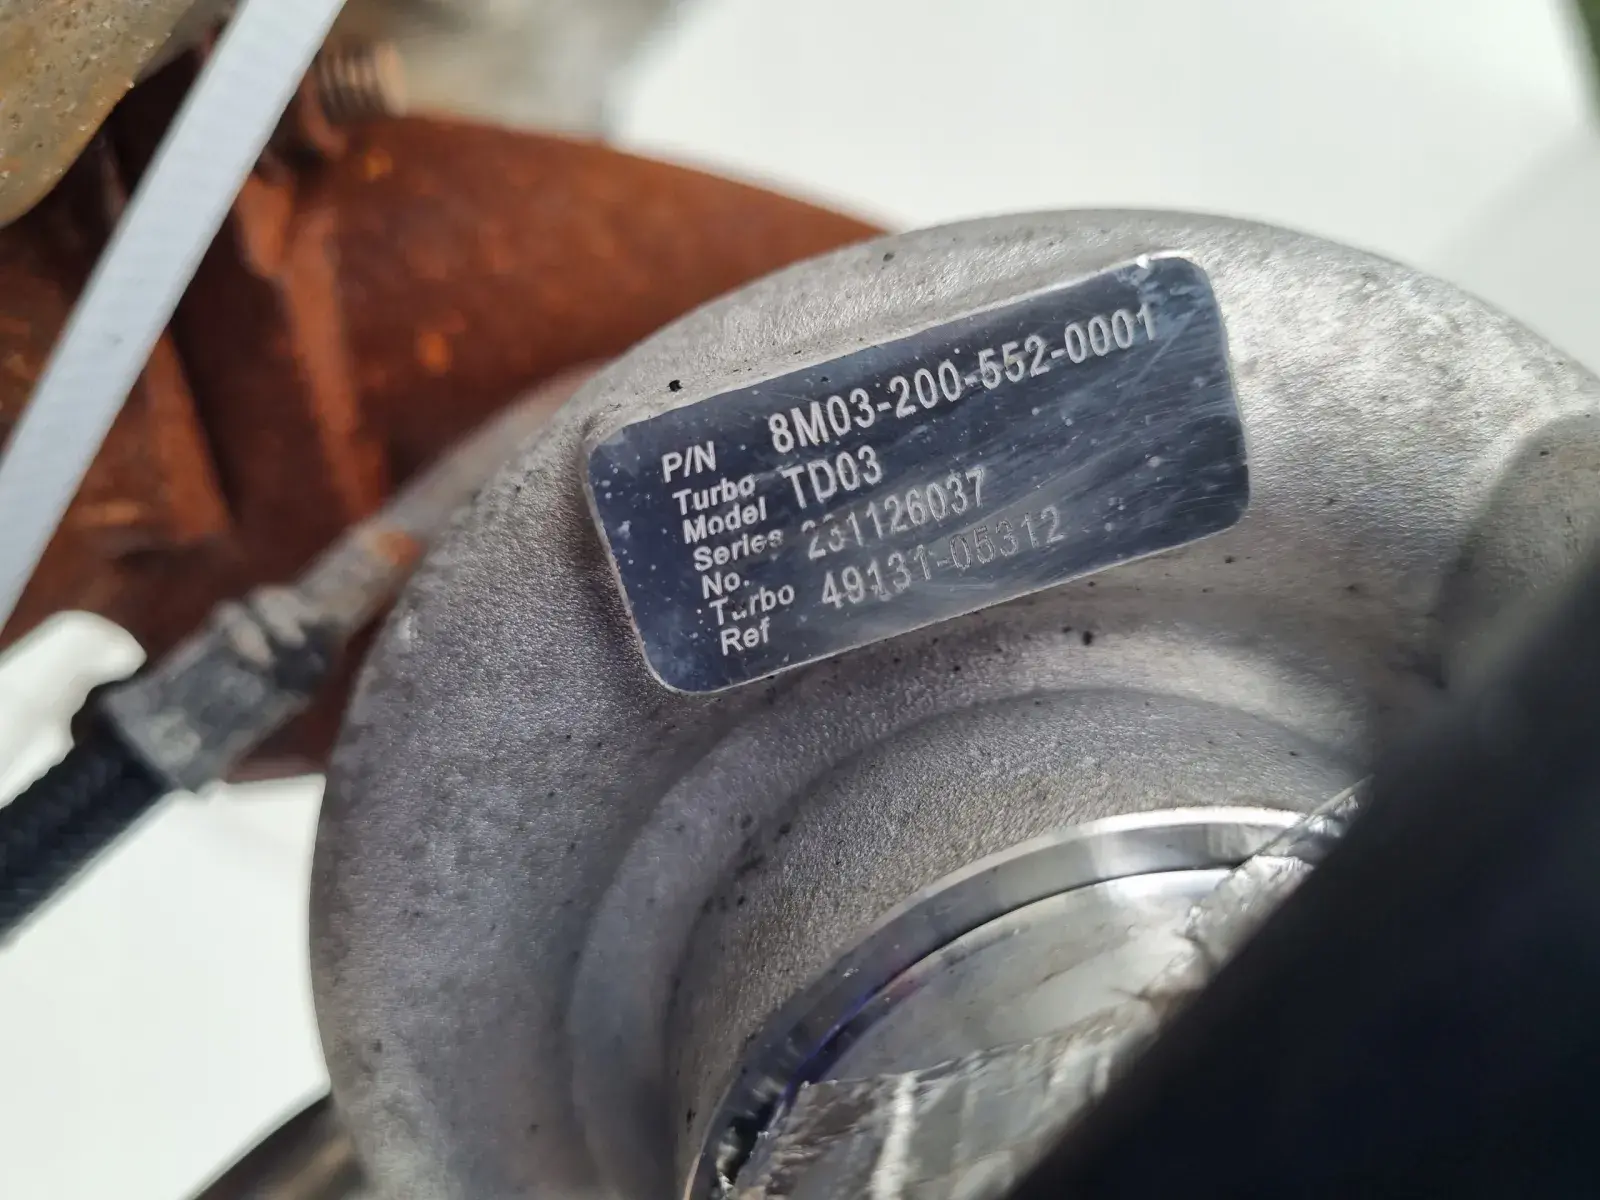 P/N 8M03-200-552-0001
Turbo
Model TD03
Series
No. 231126037
Turbo
Ref 49131-05312